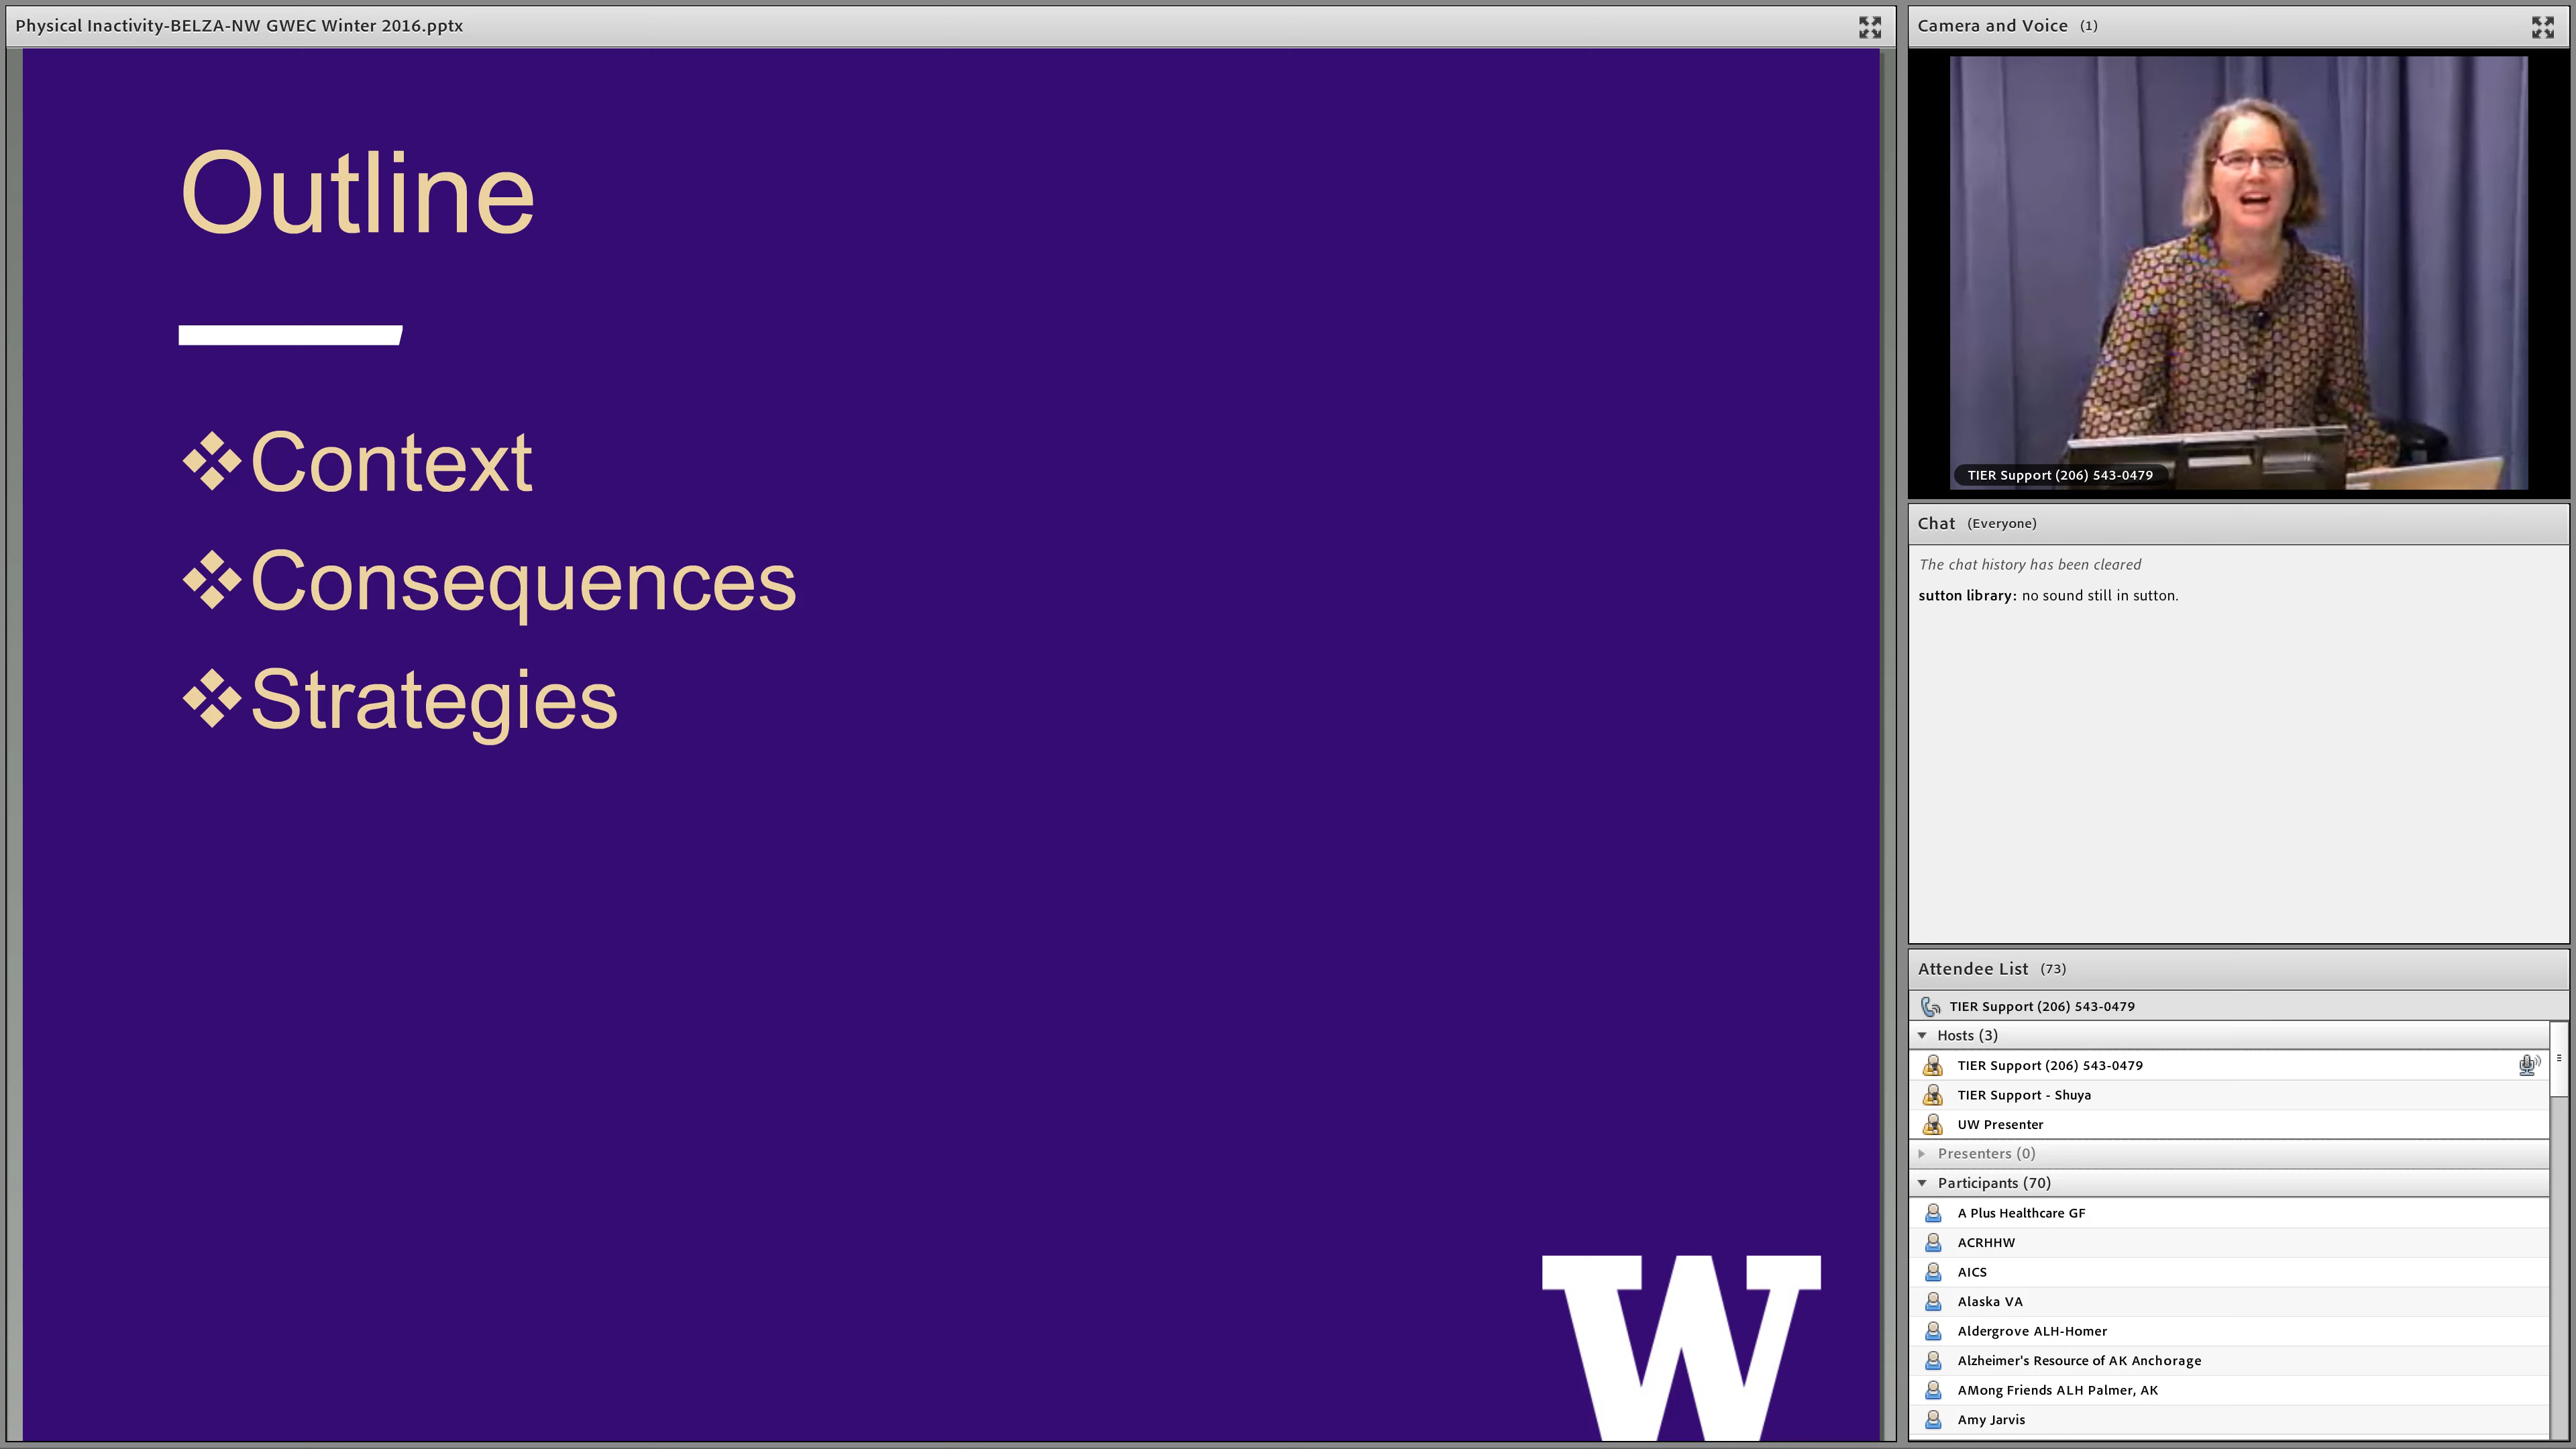 Physical Inactivity-BELZA-NW GWEC Winter 2016.pptx
Outline
❖Context
❖Consequences
❖Strategies
W
Camera and Voice (1)
TIER Support (206) 543-0479
Chat (Everyone)
The chat history has been cleared
sutton library: no sound still in sutton.
Attendee List (73)
TIER Support (206) 543-0479
Hosts (3)
TIER Support (206) 543-0479
TIER Support - Shuya
UW Presenter
Presenters (0)
Participants (70)
A Plus Healthcare GF
ACRHHW
AICS
Alaska VA
Aldergrove ALH-Homer
Alzheimer's Resource of AK Anchorage
AMong Friends ALH Palmer, AK
Amy Jarvis